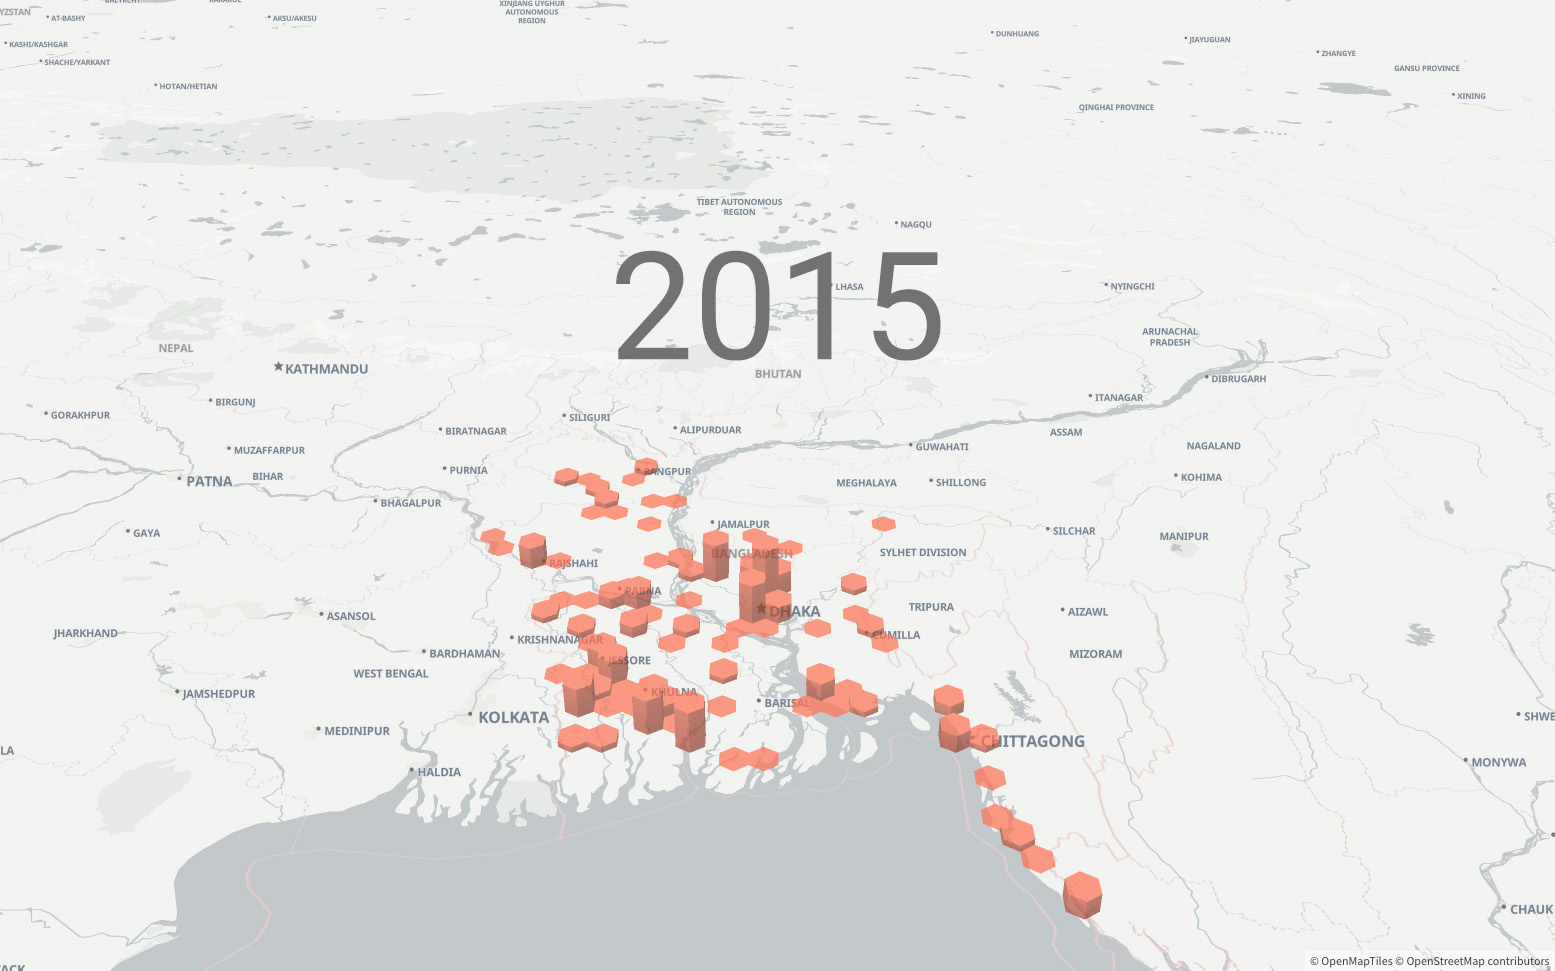 XINJIANG UYGHUR
AUTONOMOUS
REGION
AT-BASHY
AKSU/AKESU
DUNHUANG
JIAYUGUAN
KASHI/KASHGAR
ZHANGYE
SHACHE/YARKANT
GANSU PROVINCE
HOTAN/HETIAN
XINING
QINGHAI PROVINCE
TIBET AUTONOMOUS
REGION
NAGQU
2015
LHASA
NYINGCHI
ARUNACHAL
PRADESH
NEPAL
KATHMANDU
BHUTAN
DIBRUGARH
BIRGUNJ
ITANAGAR
GORAKHPUR
SILIGURI
BIRATNAGAR
ALIPURDUAR
ASSAM
GUWAHATI
NAGALAND
MUZAFFARPUR
PURNIA
RANGPUR
BIHAR
KOHIMA
PATNA
MEGHALAYA
SHILLONG
BHAGALPUR
JAMALPUR
SILCHAR
GAYA
MANIPUR
BANGLADESH
SYLHET DIVISION
RAJSHAHI
PABNA
TRIPURA
DHAKA
AIZAWL
ASANSOL
JHARKHAND
CUMILLA
KRISHNANAGAR
BARDHAMAN
MIZORAM
JESSORE
WEST BENGAL
JAMSHEDPUR
KHULNA
BARISAL
KOLKATA
SHWE
MEDINIPUR
CHITTAGONG
LA
MONYWA
HALDIA
CHAUK
© OpenMapTiles © OpenStreetMap contributors